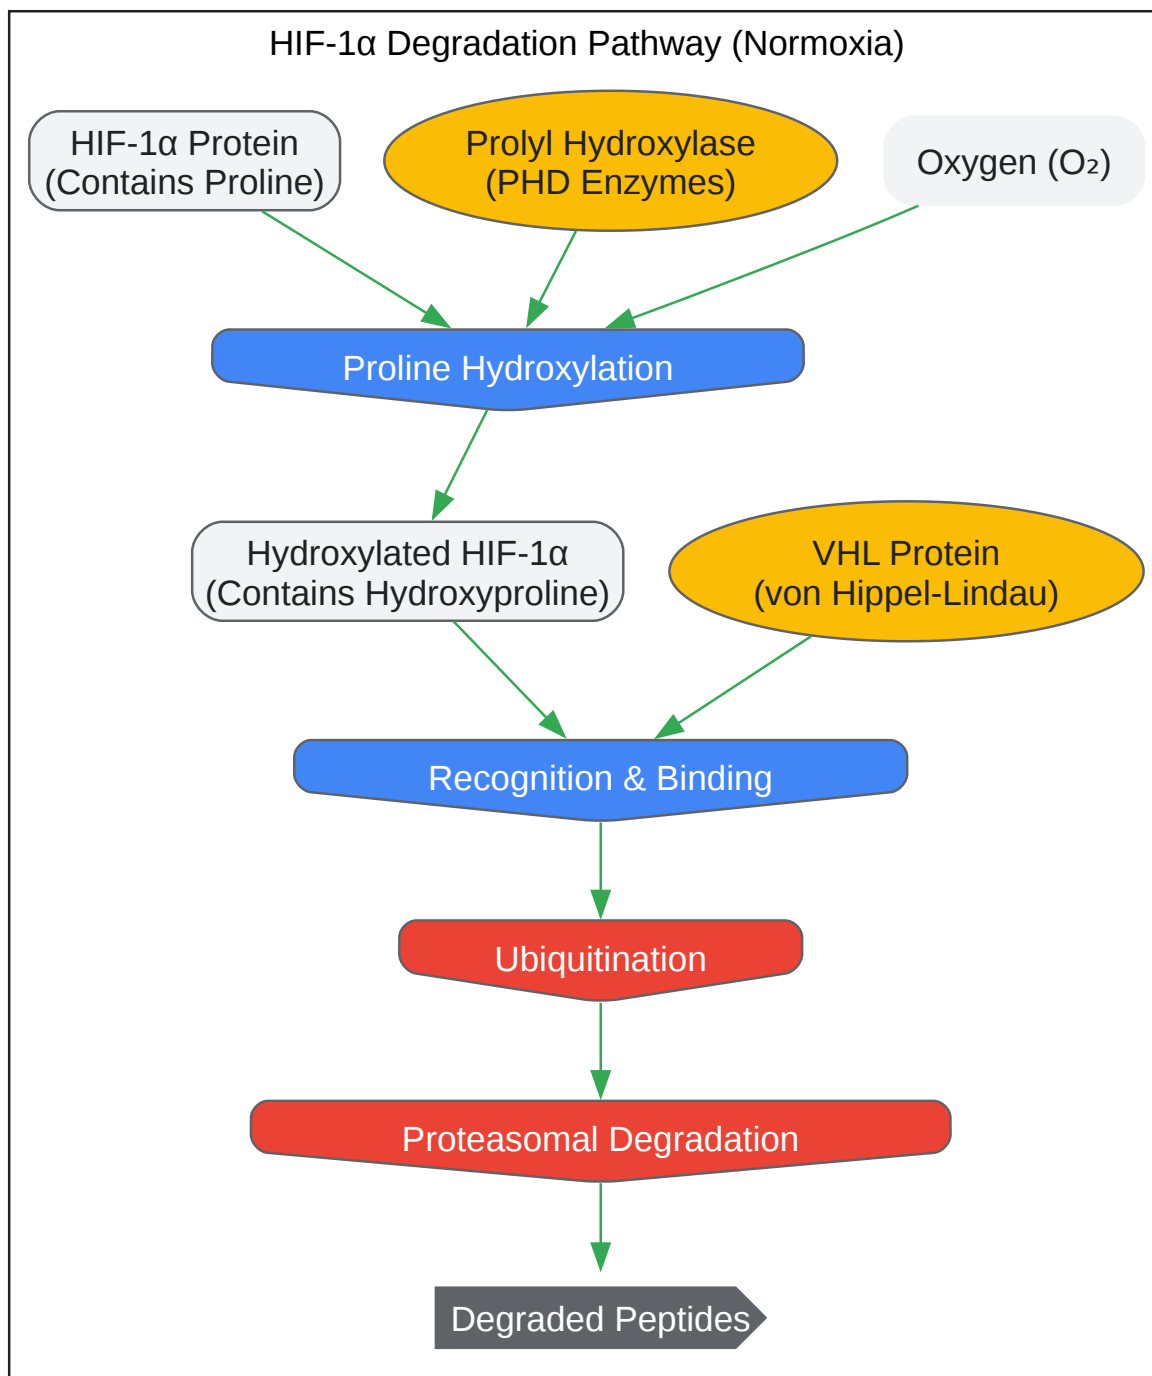 HIF-1α Degradation Pathway (Normoxia)
HIF-1α Protein
(Contains Proline)
Prolyl Hydroxylase
(PHD Enzymes)
Oxygen (O₂)
Proline Hydroxylation
Hydroxylated HIF-1α
(Contains Hydroxyproline)
VHL Protein
(von Hippel-Lindau)
Recognition & Binding
Ubiquitination
Proteasomal Degradation
Degraded Peptides